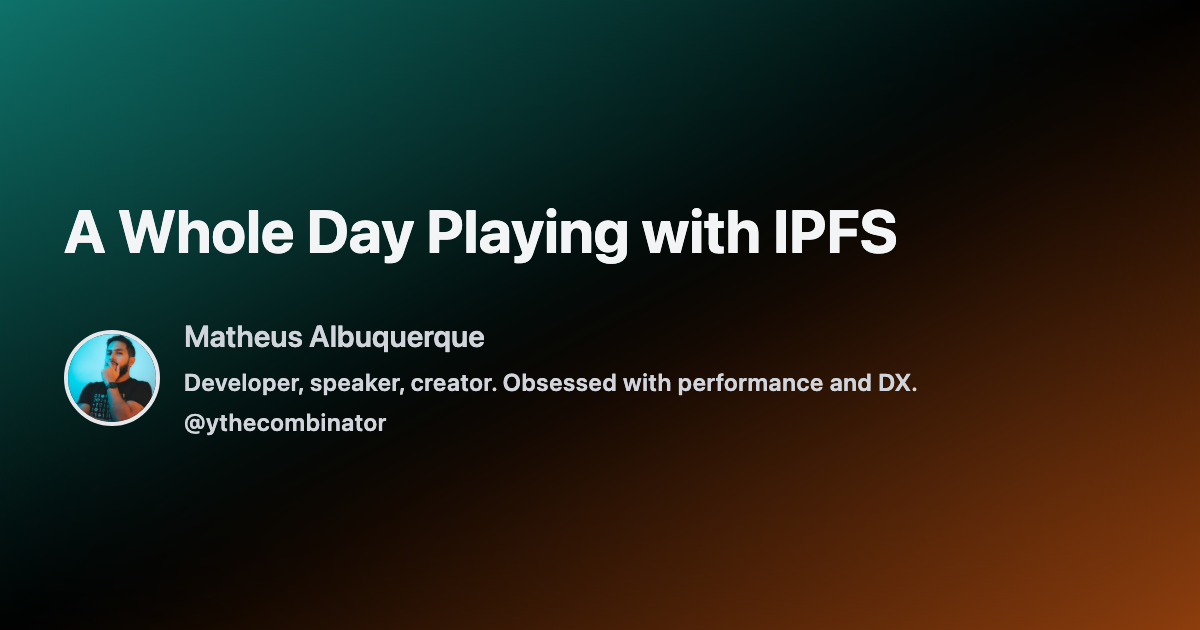 A Whole Day Playing with IPFS
Matheus Albuquerque
Developer, speaker, creator. Obsessed with performance and DX.
@ythecombinator